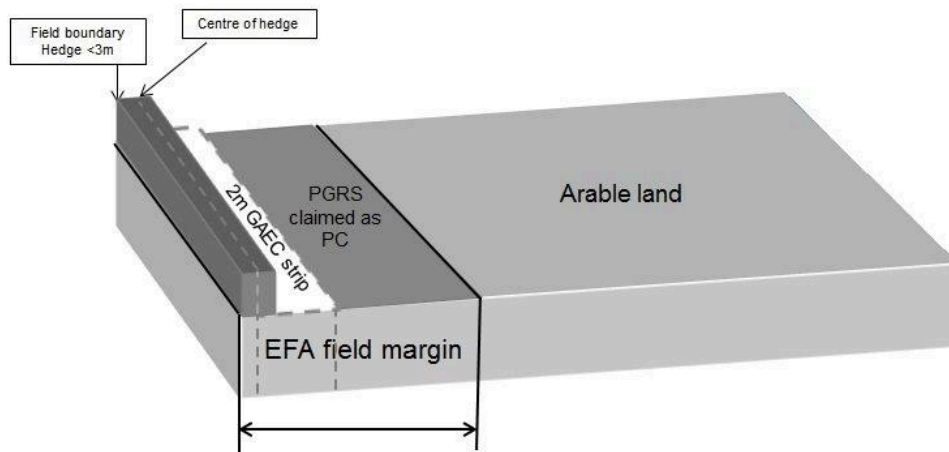 Field boundary
Hedge <3m
Centre of hedge
2m GAEC strip
PGRS
claimed as
PC
Arable land
EFA field margin